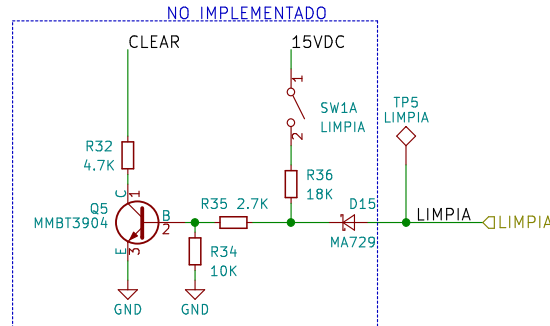 NO IMPLEMENTADO
CLEAR
15VDC
1
SW1A
LIMPIA
2
TP5
LIMPIA
R32
4.7K
R36
18K
C
1
Q5
MMBT3904
B
2
R35 2.7K
D15
MA729
LIMPIA
LIMPIA
E
3
R34
10K
GND
GND